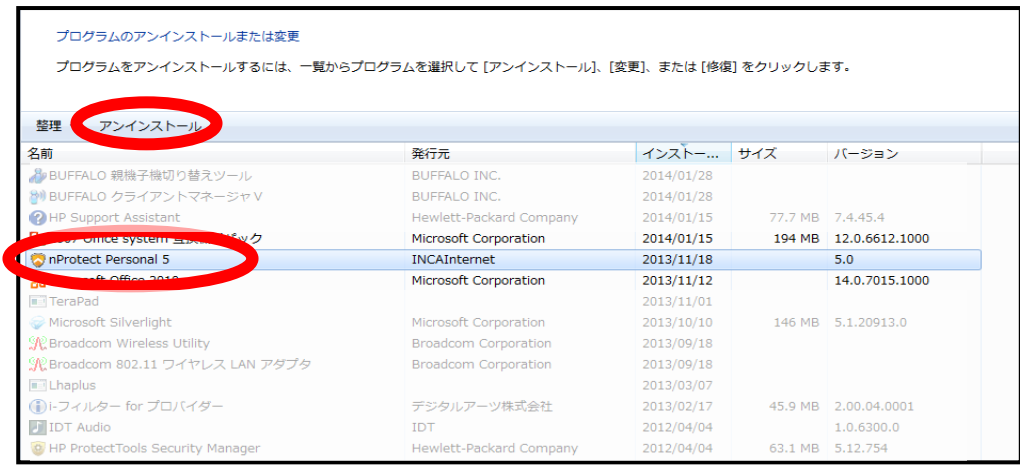 プログラムのアンインストールまたは変更
プログラムをアンインストールするには、一覧からプログラムを選択して [アンインストール]、[変更]、または [修復] をクリックします。
整理 アンインストール
名前 発行元 インストー... サイズ バージョン
BUFFALO 親機子機切り替えツール BUFFALO INC. 2014/01/28
BUFFALO クライアントマネージャ V BUFFALO INC. 2014/01/28
HP Support Assistant Hewlett-Packard Company 2014/01/15 77.7 MB 7.4.45.4
Office system パック Microsoft Corporation 2014/01/15 194 MB 12.0.6612.1000
nProtect Personal 5 INCAInternet 2013/11/18 5.0
Microsoft Corporation 2013/11/12 14.0.7015.1000
TeraPad 2013/11/01
Microsoft Silverlight Microsoft Corporation 2013/10/10 146 MB 5.1.20913.0
Broadcom Wireless Utility Broadcom Corporation 2013/09/18
Broadcom 802.11 ワイヤレス LAN アダプタ Broadcom Corporation 2013/09/18
Lhaplus 2013/03/07
i-フィルター for プロバイダー デジタルアーツ株式会社 2013/02/17 45.9 MB 2.00.04.0001
IDT Audio IDT 2012/04/04 1.0.6300.0
HP ProtectTools Security Manager Hewlett-Packard Company 2012/04/04 63.1 MB 5.12.754